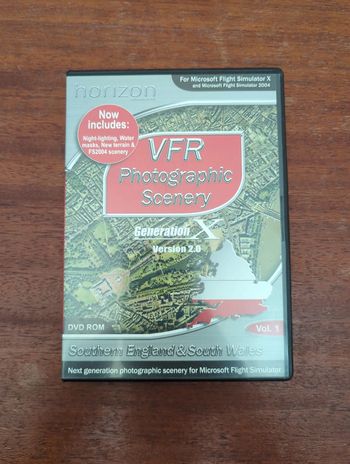 horizon
For Microsoft Flight Simulator X
and Microsoft Flight Simulator 2004
Now
includes:
Night-lighting, Water
masks, New terrain &
FS2004 scenery
VFR
Photographic
Scenery
Generation X
Version 2.0
DVD ROM
Vol. 1
Southern England & South Wales
Next generation photographic scenery for Microsoft Flight Simulator